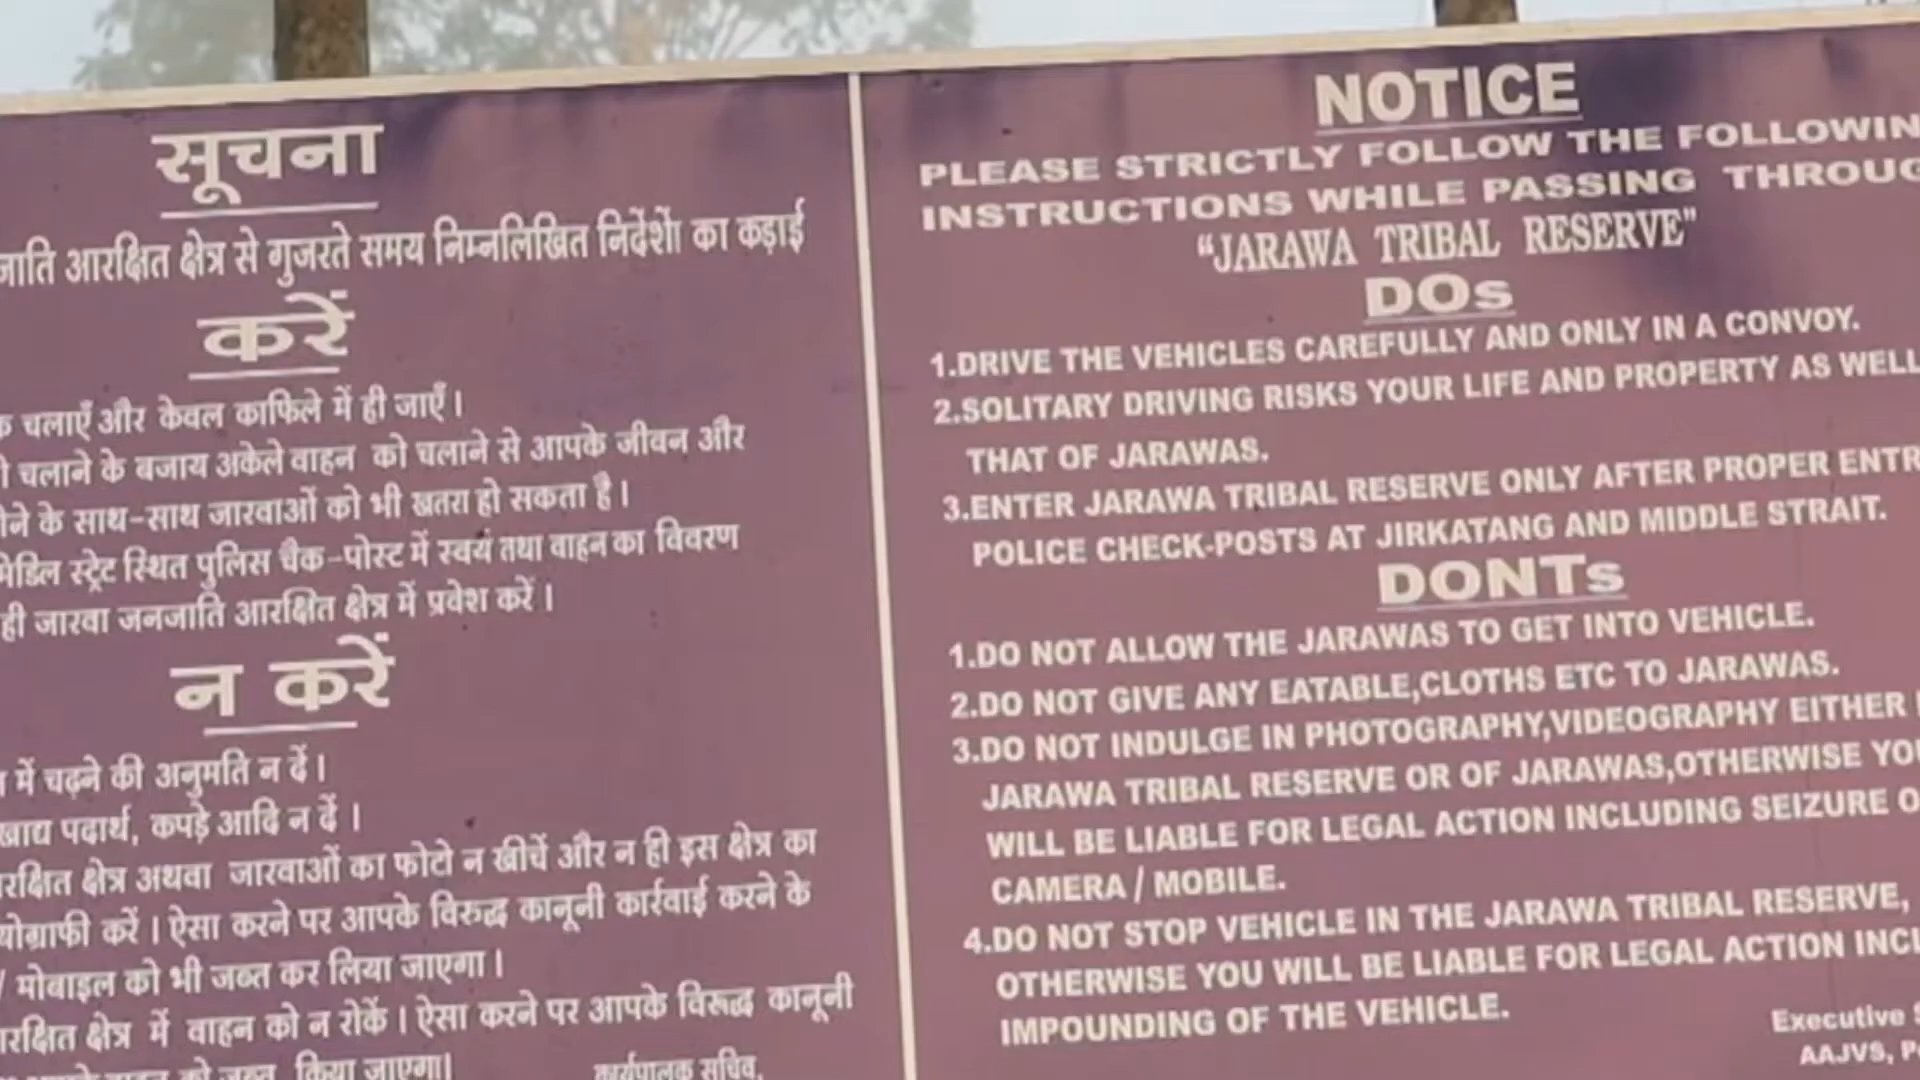 सूचना
आरक्षित क्षेत्र से गुजरते समय निम्नलिखित निर्देशों का कड़ाई
करें
चलाएँ और केवल काफिले में ही जाएँ।
चलाने के बजाय अकेले वाहन को चलाने से आपके जीवन और
के साथ-साथ जारवाओं को भी खतरा हो सकता है।
स्ट्रेट स्थित पुलिस चैक-पोस्ट में स्वयं तथा वाहन का विवरण
ही जारवा जनजाति आरक्षित क्षेत्र में प्रवेश करें।
न करें
में चढ़ने की अनुमति न दें।
खाद्य पदार्थ, कपड़े आदि न दें।
क्षेत्र अथवा जारवाओं का फोटो न खीचें और न ही इस क्षेत्र का
करें। ऐसा करने पर आपके विरुद्ध कानूनी कार्रवाई करने के
/ मोबाइल को भी जब्त कर लिया जाएगा।
क्षेत्र में वाहन को न रोकें। ऐसा करने पर आपके विरूद्ध कानूनी
वाहन को जब्त किया जाएगा।
कार्यपालक सचिव,
NOTICE
PLEASE STRICTLY FOLLOW THE FOLLOWIN
INSTRUCTIONS WHILE PASSING THROUG
“JARAWA TRIBAL RESERVE”
DOs
1.DRIVE THE VEHICLES CAREFULLY AND ONLY IN A CONVOY.
2.SOLITARY DRIVING RISKS YOUR LIFE AND PROPERTY AS WELL
THAT OF JARAWAS.
3.ENTER JARAWA TRIBAL RESERVE ONLY AFTER PROPER ENTR
POLICE CHECK-POSTS AT JIRKATANG AND MIDDLE STRAIT.
DONTs
1.DO NOT ALLOW THE JARAWAS TO GET INTO VEHICLE.
2.DO NOT GIVE ANY EATABLE,CLOTHS ETC TO JARAWAS.
3.DO NOT INDULGE IN PHOTOGRAPHY,VIDEOGRAPHY EITHER
JARAWA TRIBAL RESERVE OR OF JARAWAS,OTHERWISE YO
WILL BE LIABLE FOR LEGAL ACTION INCLUDING SEIZURE O
CAMERA / MOBILE.
4.DO NOT STOP VEHICLE IN THE JARAWA TRIBAL RESERVE,
OTHERWISE YOU WILL BE LIABLE FOR LEGAL ACTION INCL
IMPOUNDING OF THE VEHICLE.
Executive
AAJVS,